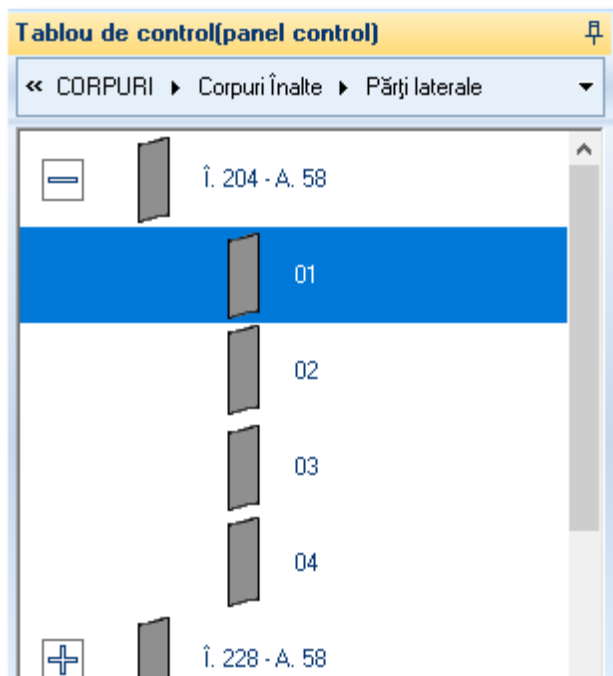 Tablou de control(panel control)
« CORPURI ▸ Corpuri Înalte ▸ Părţi laterale
Î. 204 - A. 58
01
02
03
04
Î. 228 - A. 58